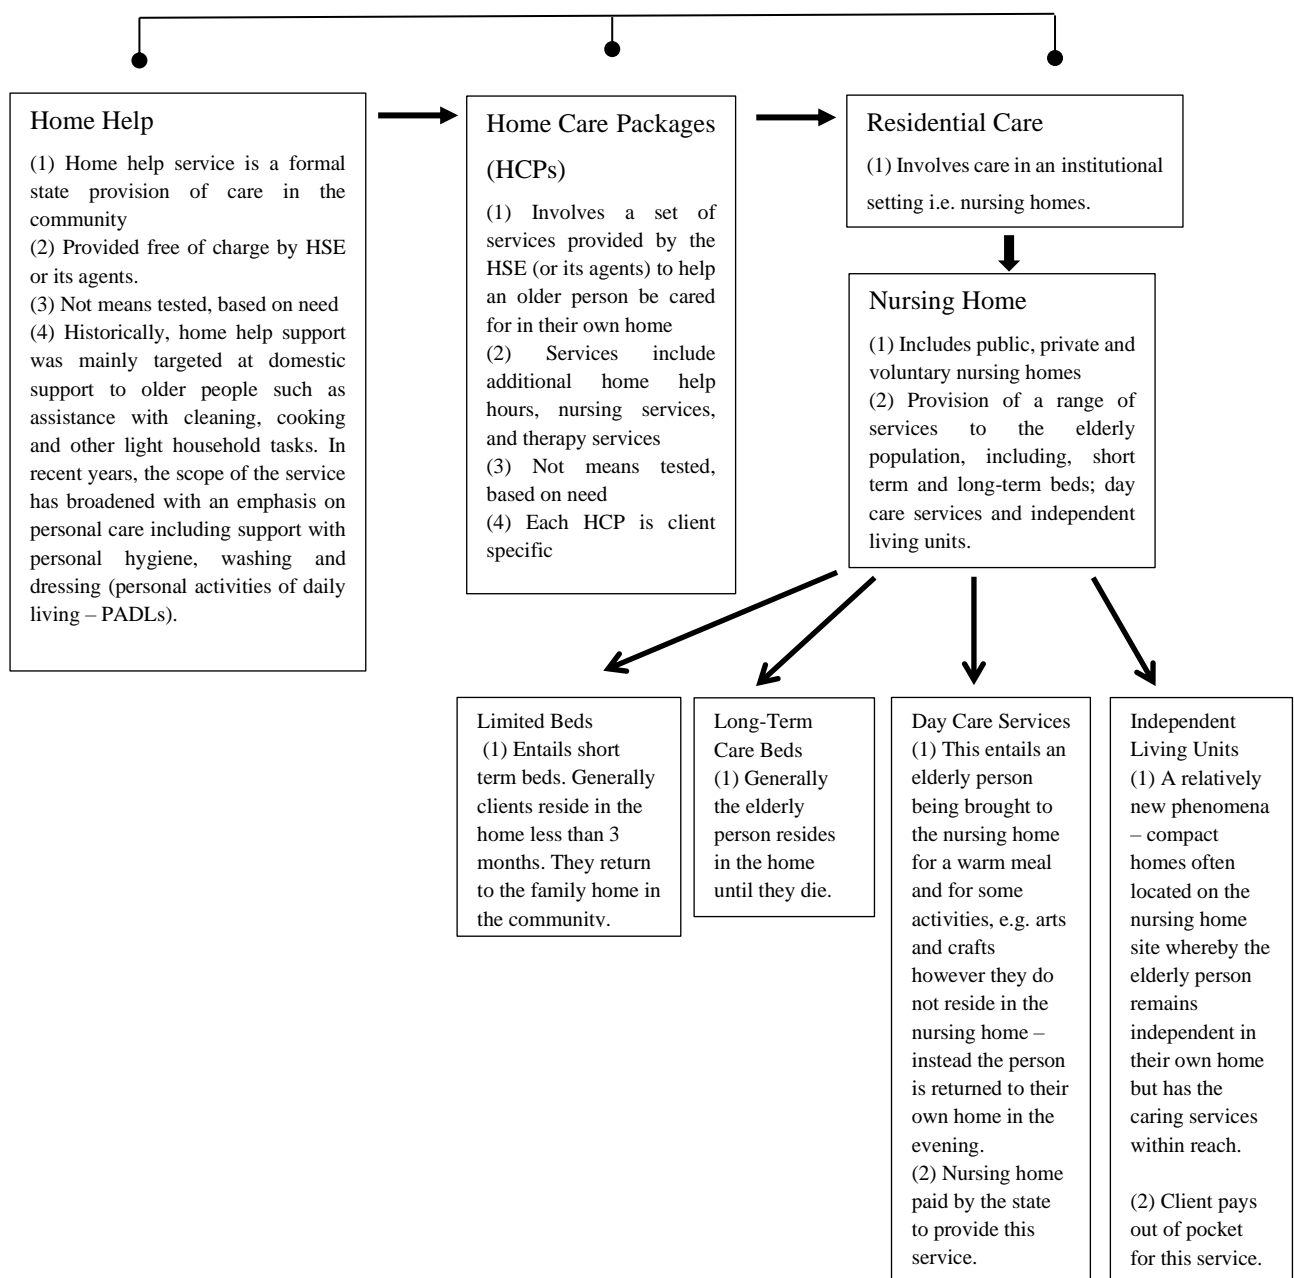 Home Help
(1) Home help service is a formal
state provision of care in the
community
(2) Provided free of charge by HSE
or its agents.
(3) Not means tested, based on need
(4) Historically, home help support
was mainly targeted at domestic
support to older people such as
assistance with cleaning, cooking
and other light household tasks. In
recent years, the scope of the service
has broadened with an emphasis on
personal care including support with
personal hygiene, washing and
dressing (personal activities of daily
living – PADLs).
Home Care Packages
(HCPs)
(1) Involves a set of
services provided by the
HSE (or its agents) to help
an older person be cared
for in their own home
(2) Services include
additional home help
hours, nursing services,
and therapy services
(3) Not means tested,
based on need
(4) Each HCP is client
specific
Residential Care
(1) Involves care in an institutional
setting i.e. nursing homes.
Nursing Home
(1) Includes public, private and
voluntary nursing homes
(2) Provision of a range of
services to the elderly
population, including, short
term and long-term beds; day
care services and independent
living units.
Limited Beds
(1) Entails short
term beds. Generally
clients reside in the
home less than 3
months. They return
to the family home in
the community.
Long-Term
Care Beds
(1) Generally
the elderly
person resides
in the home
until they die.
Day Care Services
(1) This entails an
elderly person
being brought to
the nursing home
for a warm meal
and for some
activities, e.g. arts
and crafts
however they do
not reside in the
nursing home –
instead the person
is returned to their
own home in the
evening.
(2) Nursing home
paid by the state
to provide this
service.
Independent
Living Units
(1) A relatively
new phenomena
– compact
homes often
located on the
nursing home
site whereby the
elderly person
remains
independent in
their own home
but has the
caring services
within reach.
(2) Client pays
out of pocket
for this service.